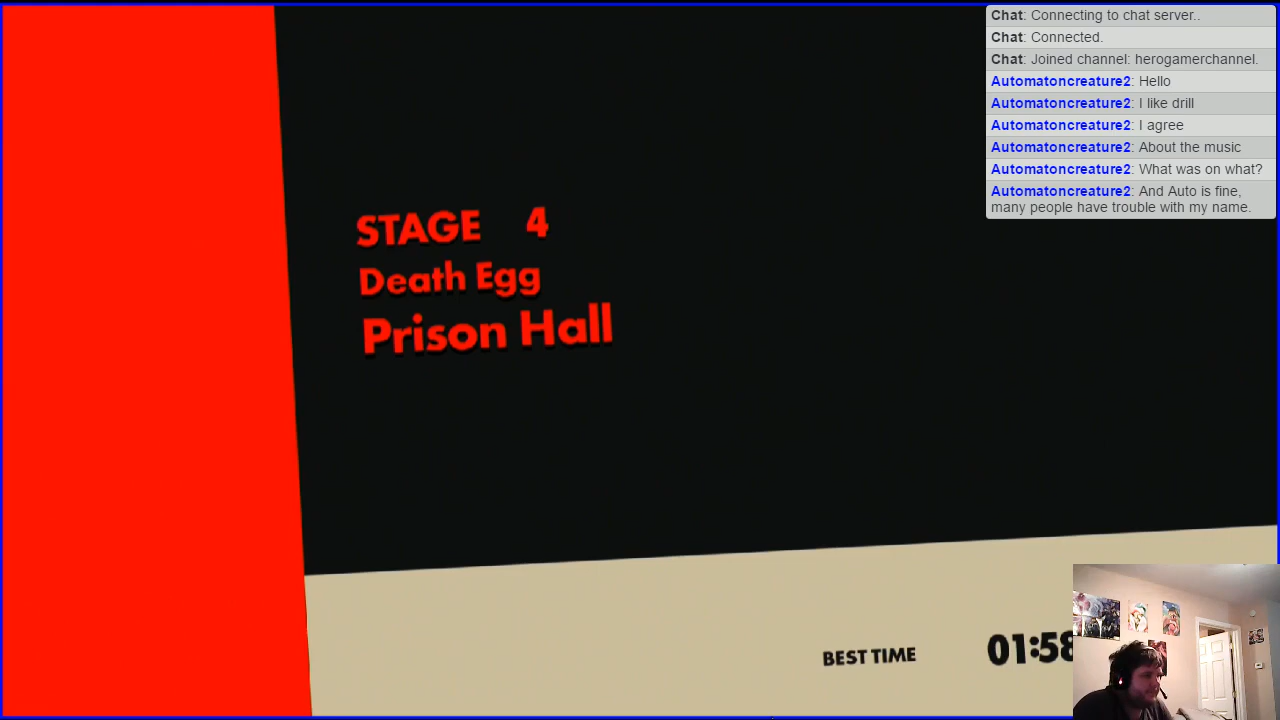 Chat: Connecting to chat server..
Chat: Connected.
Chat: Joined channel: herogamerchannel.
Automatoncreature2: Hello
Automatoncreature2: I like drill
Automatoncreature2: I agree
Automatoncreature2: About the music
Automatoncreature2: What was on what?
Automatoncreature2: And Auto is fine,
many people have trouble with my name.
STAGE 4
Death Egg
Prison Hall
BEST TIME 01:58